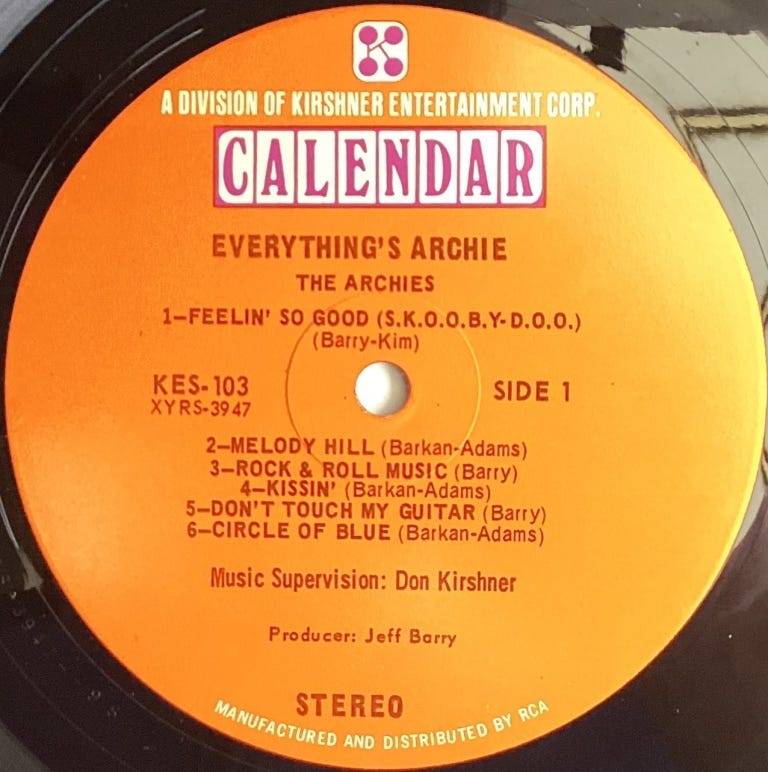 K
A DIVISION OF KIRSHNER ENTERTAINMENT CORP.
CALENDAR
EVERYTHING'S ARCHIE
THE ARCHIES
1–FEELIN' SO GOOD (S.K.O.O.B.Y-D.O.O.)
(Barry-Kim)
KES-103
XYRS-3947
SIDE 1
2–MELODY HILL (Barkan-Adams)
3–ROCK & ROLL MUSIC (Barry)
4–KISSIN' (Barkan-Adams)
5–DON'T TOUCH MY GUITAR (Barry)
6–CIRCLE OF BLUE (Barkan-Adams)
Music Supervision: Don Kirshner
Producer: Jeff Barry
STEREO
MANUFACTURED AND DISTRIBUTED BY RCA